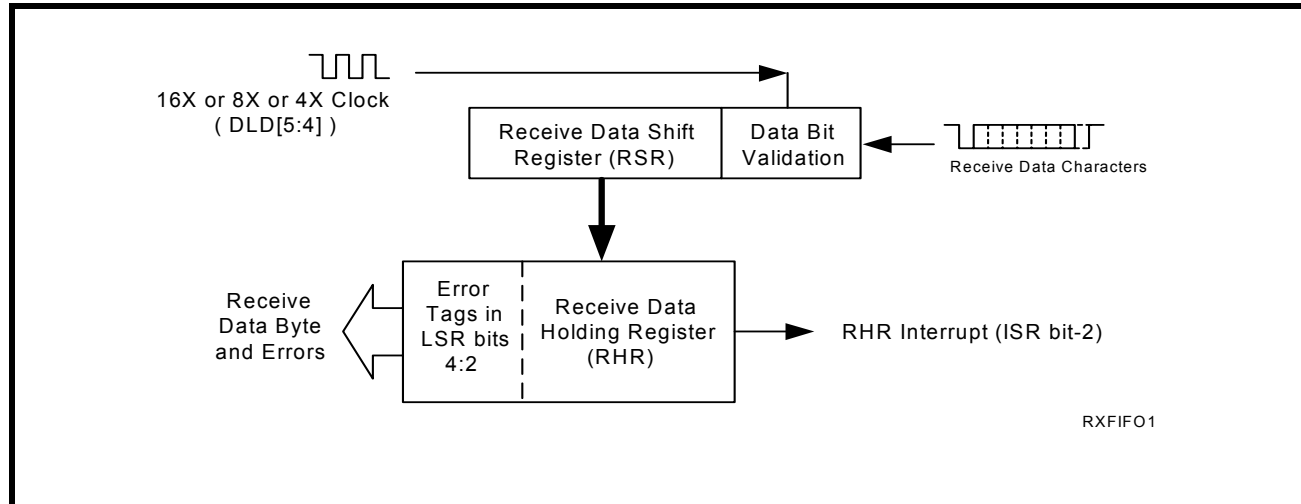 16X or 8X or 4X Clock
( DLD[5:4] )
Receive Data Shift
Register (RSR)
Data Bit
Validation
Receive Data Characters
Receive
Data Byte
and Errors
Error
Tags in
LSR bits
4:2
Receive Data
Holding Register
(RHR)
RHR Interrupt (ISR bit-2)
RXFIFO1